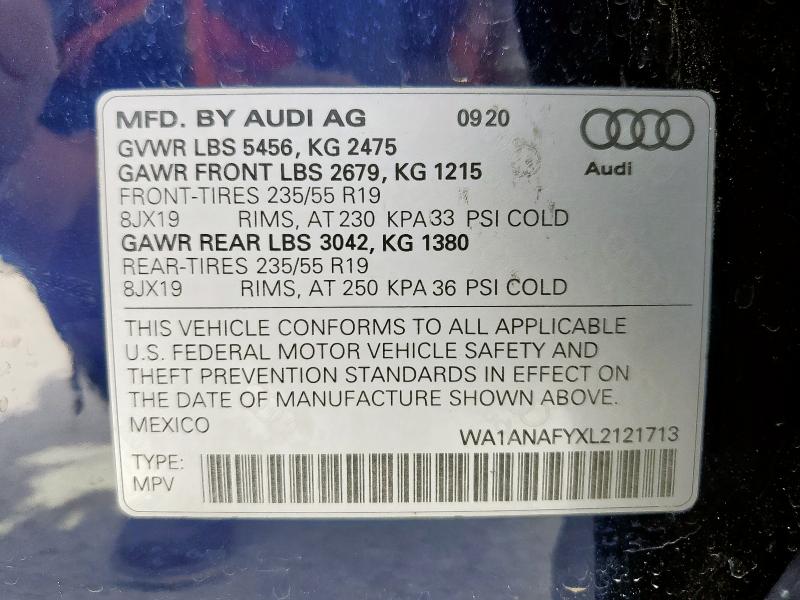 MFD. BY AUDI AG 0920
GVWR LBS 5456, KG 2475
GAWR FRONT LBS 2679, KG 1215
Audi
FRONT-TIRES 235/55 R19
8JX19 RIMS, AT 230 KPA 33 PSI COLD
GAWR REAR LBS 3042, KG 1380
REAR-TIRES 235/55 R19
8JX19 RIMS, AT 250 KPA 36 PSI COLD
THIS VEHICLE CONFORMS TO ALL APPLICABLE
U.S. FEDERAL MOTOR VEHICLE SAFETY AND
THEFT PREVENTION STANDARDS IN EFFECT ON
THE DATE OF MANUFACTURE SHOWN ABOVE.
MEXICO
WA1ANAFYXL2121713
TYPE:
MPV